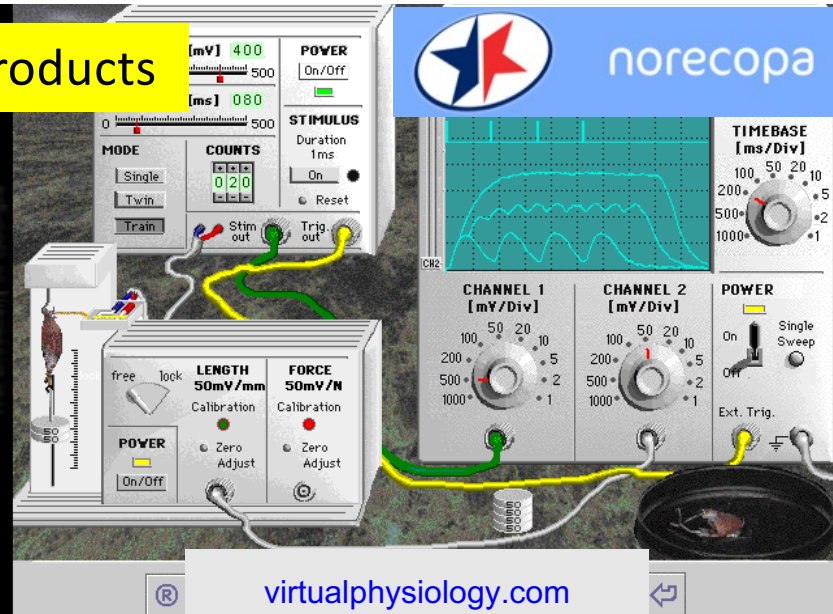 roducts
norecopa
[mV] 400
500
[ms] 080
0 500
MODE
Single
Twin
Train
COUNTS
020
POWER
On/Off
STIMULUS
Duration
1ms
On
Reset
Stim out
Trig. out
CH2
TIMEBASE
[ms/Div]
1000 500 200 100 50 20 10 5 2 1
CHANNEL 1
[mV/Div]
1000 500 200 100 50 20 10 5 2 1
CHANNEL 2
[mV/Div]
1000 500 200 100 50 20 10 5 2 1
POWER
On
Off
Single
Sweep
Ext. Trig.
free lock
POWER
On/Off
LENGTH
50mV/mm
Calibration
Zero
Adjust
FORCE
50mV/N
Calibration
Zero
Adjust
50
50
50
50
50
50
®
virtualphysiology.com